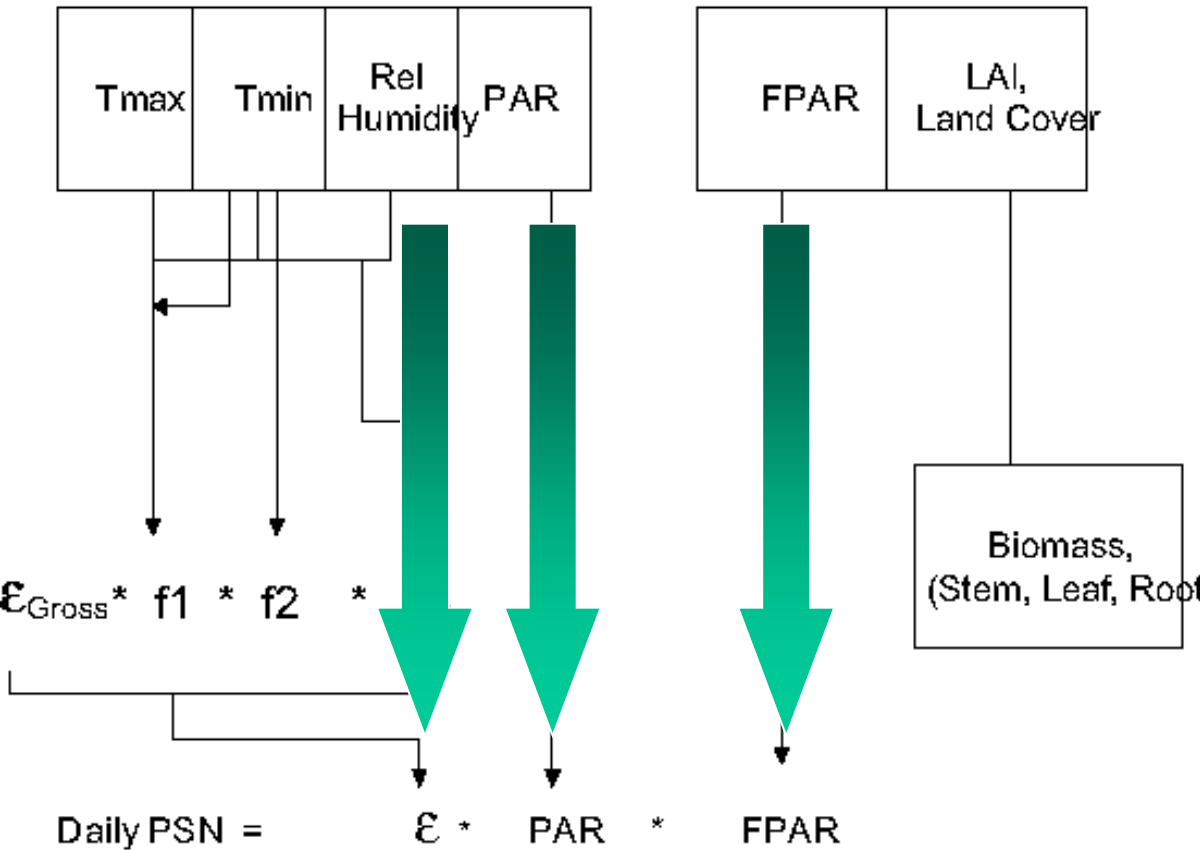 Tmax
Tmin
Rel
Humidity
PAR
FPAR
LAI,
Land Cover
Biomass,
(Stem, Leaf, Root
εGross* f1 * f2 *
Daily PSN = ε * PAR * FPAR